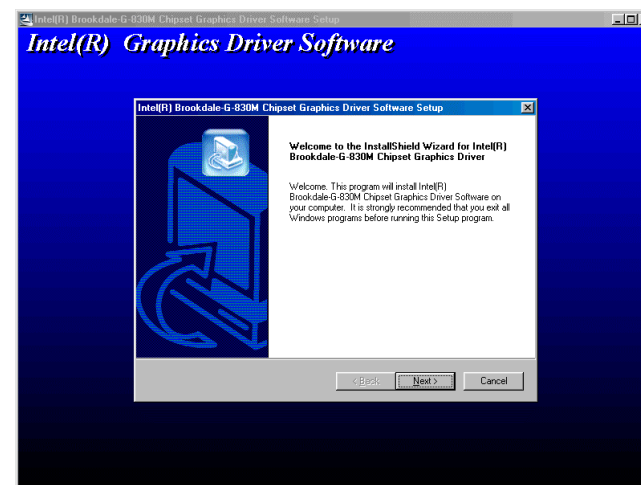 Intel(R) Brookdale-G-830M Chipset Graphics Driver Software Setup
Intel(R) Graphics Driver Software
Intel(R) Brookdale-G-830M Chipset Graphics Driver Software Setup
Welcome to the InstallShield Wizard for Intel(R)
Brookdale-G-830M Chipset Graphics Driver
Welcome. This program will install Intel(R)
Brookdale-G-830M Chipset Graphics Driver Software on
your computer. It is strongly recommended that you exit all
Windows programs before running this Setup program.
< Back
Next >
Cancel